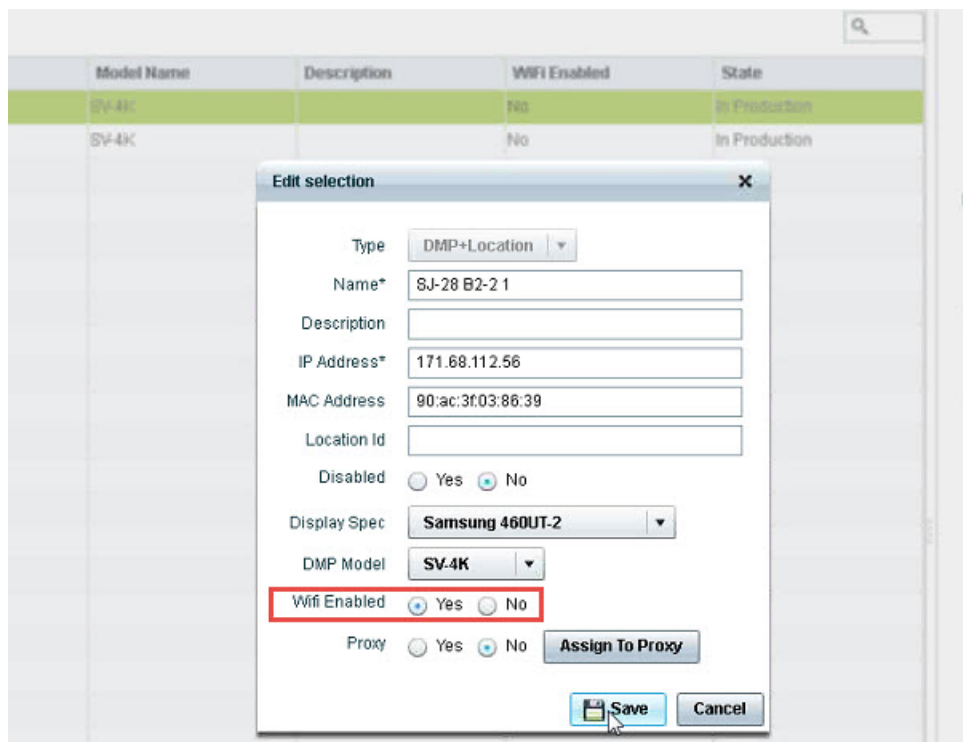 Model Name Description WiFi Enabled State
SV-4K No In Production
SV-4K No In Production
Edit selection
Type DMP+Location
Name* SJ-28 B2-2 1
Description
IP Address* 171.68.112.56
MAC Address 90:ac:3f:03:86:39
Location Id
Disabled Yes No
Display Spec Samsung 460UT-2
DMP Model SV-4K
Wifi Enabled Yes No
Proxy Yes No Assign To Proxy
Save Cancel